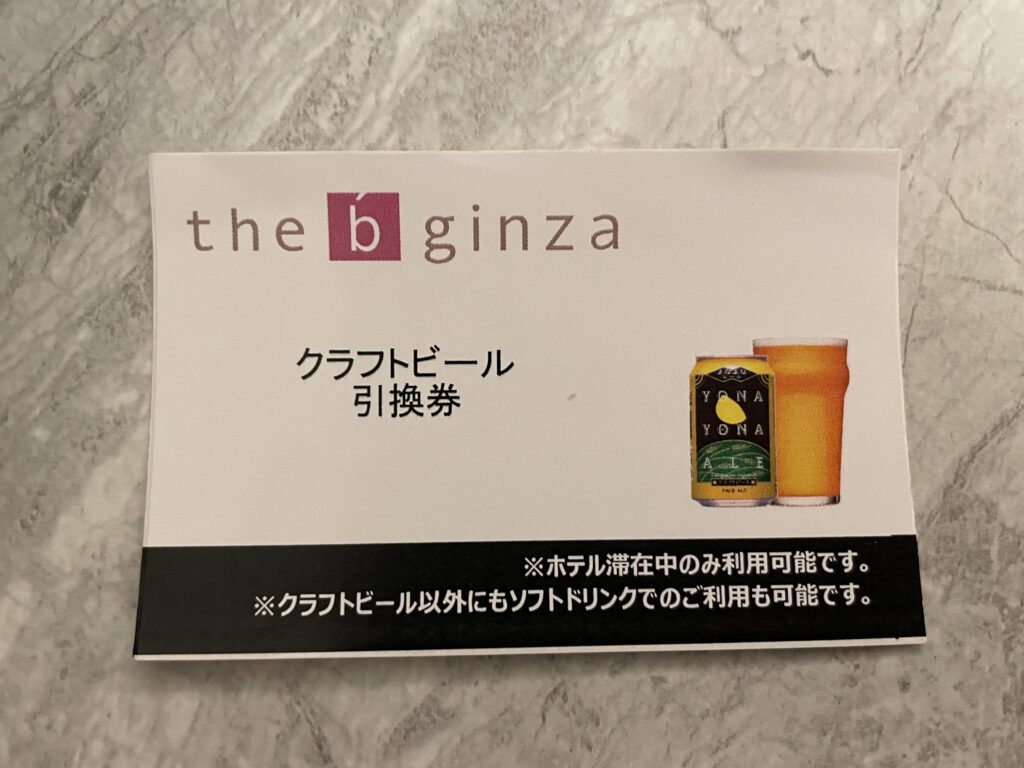 the b ginza
クラフトビール
引換券
YONA
YONA
ALE
PALE ALE
※ホテル滞在中のみ利用可能です。
※クラフトビール以外にもソフトドリンクでのご利用も可能です。